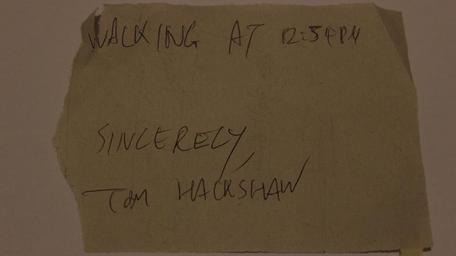 WALKING AT 12:54PM
SINCERELY,
TOM HACKSHAW